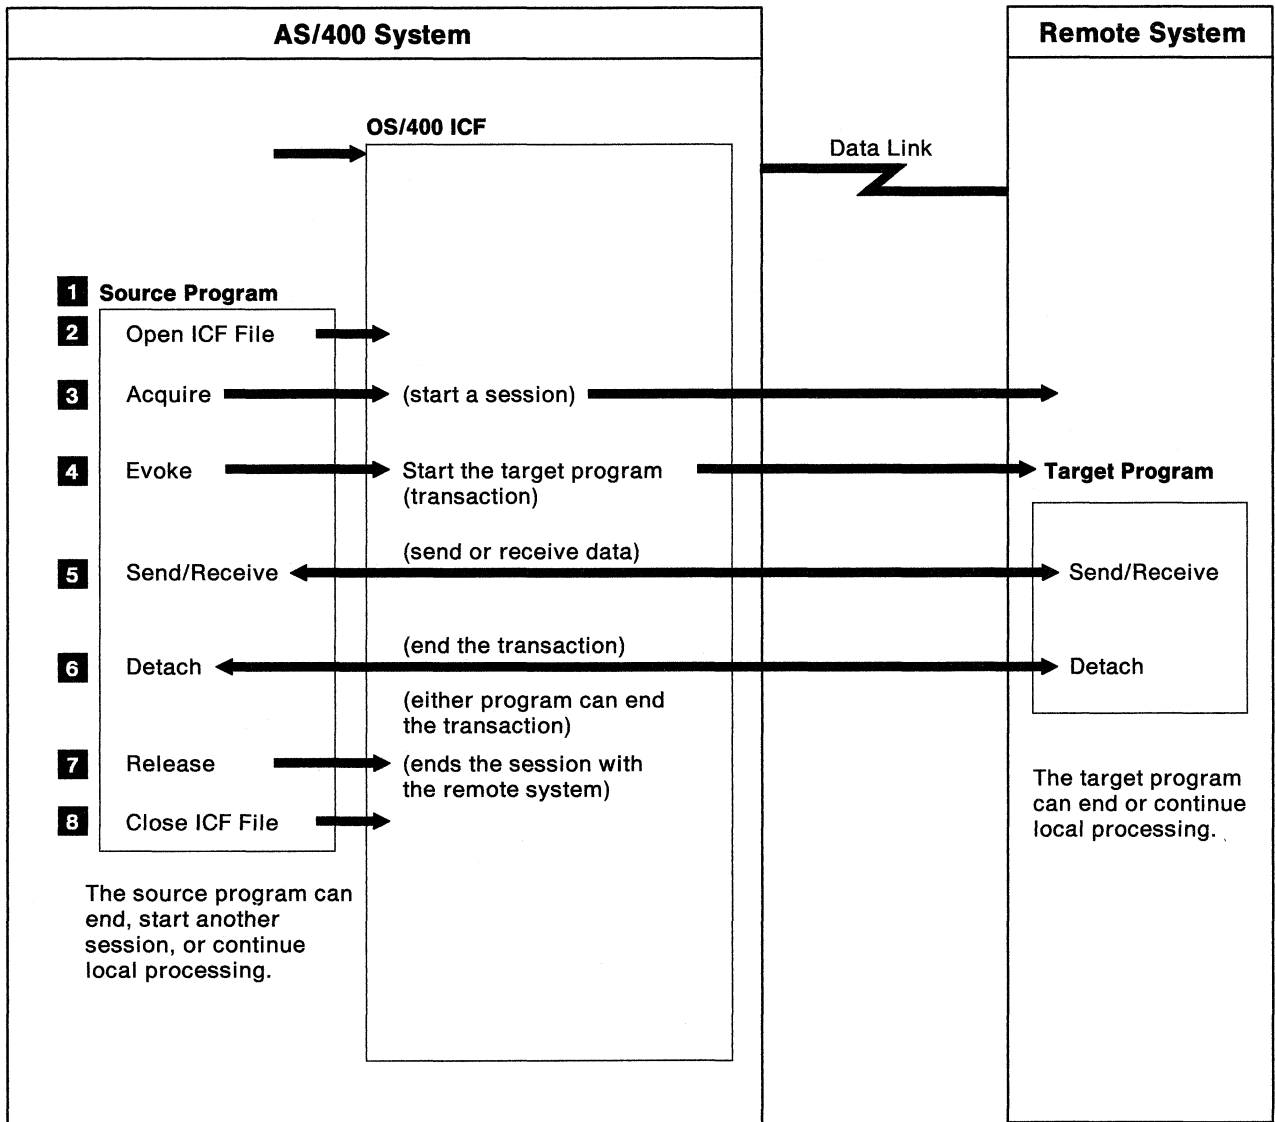 AS/400 System
Remote System
OS/400 ICF
Data Link
1 Source Program
2 Open ICF File
3 Acquire (start a session)
4 Evoke Start the target program Target Program
(transaction)
(send or receive data)
5 Send/Receive Send/Receive
(end the transaction)
6 Detach Detach
(either program can end
the transaction)
7 Release (ends the session with
the remote system)
8 Close ICF File
The target program
can end or continue
local processing.
The source program can
end, start another
session, or continue
local processing.